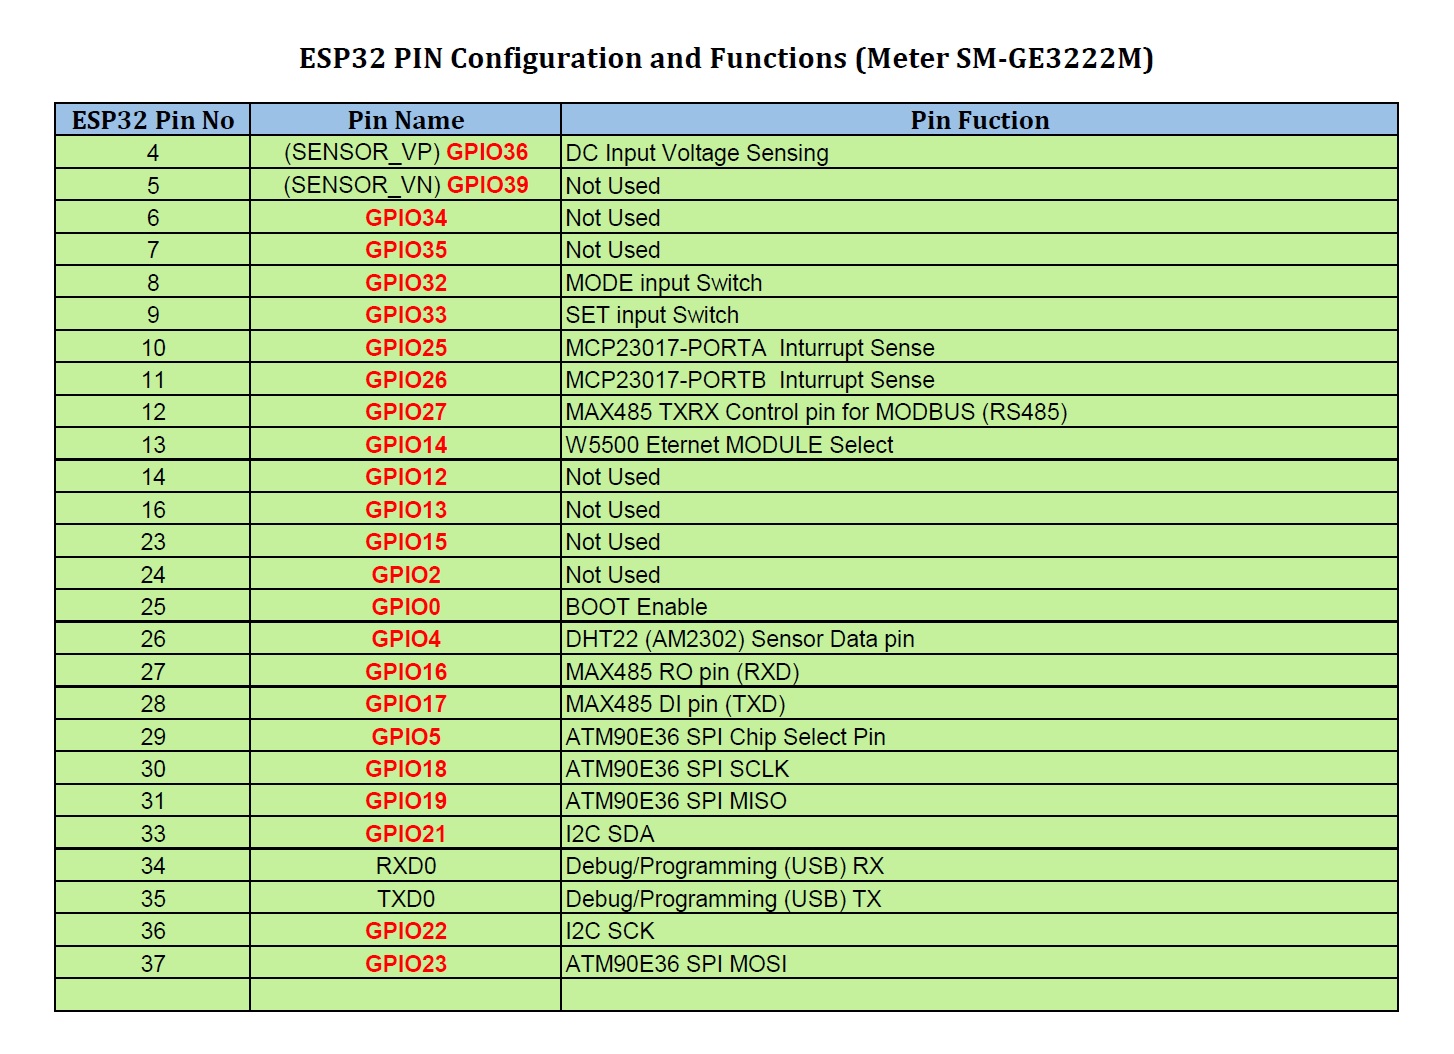 ESP32 PIN Configuration and Functions (Meter SM-GE3222M)
ESP32 Pin No Pin Name Pin Fuction
4 (SENSOR_VP) GPIO36 DC Input Voltage Sensing
5 (SENSOR_VN) GPIO39 Not Used
6 GPIO34 Not Used
7 GPIO35 Not Used
8 GPIO32 MODE input Switch
9 GPIO33 SET input Switch
10 GPIO25 MCP23017-PORTA Inturrupt Sense
11 GPIO26 MCP23017-PORTB Inturrupt Sense
12 GPIO27 MAX485 TXRX Control pin for MODBUS (RS485)
13 GPIO14 W5500 Eternet MODULE Select
14 GPIO12 Not Used
16 GPIO13 Not Used
23 GPIO15 Not Used
24 GPIO2 Not Used
25 GPIO0 BOOT Enable
26 GPIO4 DHT22 (AM2302) Sensor Data pin
27 GPIO16 MAX485 RO pin (RXD)
28 GPIO17 MAX485 DI pin (TXD)
29 GPIO5 ATM90E36 SPI Chip Select Pin
30 GPIO18 ATM90E36 SPI SCLK
31 GPIO19 ATM90E36 SPI MISO
33 GPIO21 I2C SDA
34 RXD0 Debug/Programming (USB) RX
35 TXD0 Debug/Programming (USB) TX
36 GPIO22 I2C SCK
37 GPIO23 ATM90E36 SPI MOSI